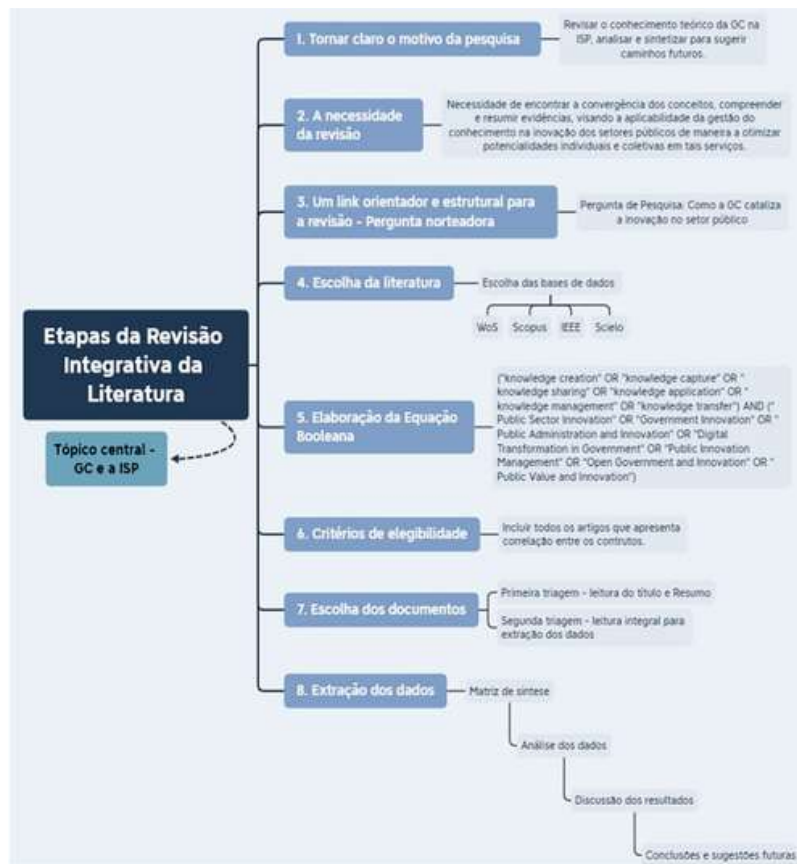 Etapas da Revisão
Integrativa da
Literatura
Tópico central -
GC e a ISP
1. Tornar claro o motivo da pesquisa
Revisar o conhecimento teórico da GC na
ISP, analisar e sintetizar para sugerir
caminhos futuros.
2. A necessidade
da revisão
Necessidade de encontrar a convergência dos conceitos, compreender
e resumir evidências, visando a aplicabilidade da gestão do
conhecimento na inovação dos setores públicos de maneira a otimizar
potencialidades individuais e coletivas em tais serviços.
3. Um link orientador e estrutural para
a revisão - Pergunta norteadora
Pergunta de Pesquisa: Como a GC cataliza
a inovação no setor público
4. Escolha da literatura
Escolha das bases de dados
WoS Scopus IEEE Scielo
5. Elaboração da Equação
Booleana
("knowledge creation" OR "knowledge capture" OR "
knowledge sharing" OR "knowledge application" OR "
knowledge management" OR "knowledge transfer") AND ("
Public Sector Innovation" OR "Government Innovation" OR "
Public Administration and Innovation" OR "Digital
Transformation in Government" OR "Public Innovation
Management" OR "Open Government and Innovation" OR "
Public Value and Innovation")
6. Critérios de elegibilidade
Incluir todos os artigos que apresenta
correlação entre os contrutos.
7. Escolha dos documentos
Primeira triagem - leitura do título e Resumo
Segunda triagem - leitura integral para
extração dos dados
8. Extração dos dados
Matriz de síntese
Análise dos dados
Discussão dos resultados
Conclusões e sugestões futuras